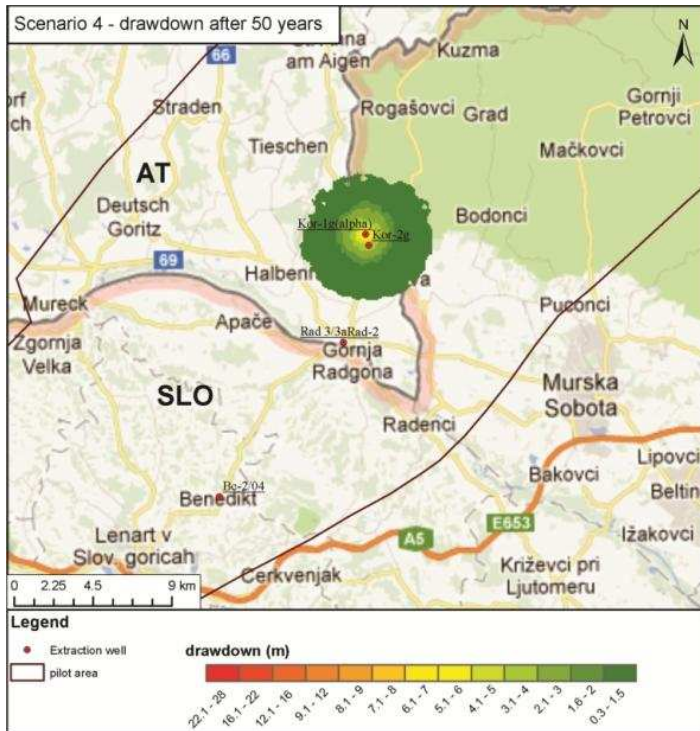 Scenario 4 - drawdown after 50 years
N
66
am Aigen
Kuzma
Straden
Rogašovci
Grad
Gornji
Petrovci
Tieschen
Mačkovci
AT
Deutsch
Goritz
Kor-1g(alpha)
Kor-2g
Bodonci
69
Halbenr
Mureck
Apače
Puconci
Zgornja
Velka
Rad 3/3aRad-2
Gornja
Radgona
SLO
Murska
Sobota
Radenci
Lipovci
Bakovci
Beltin
Be-2/04
Benedikt
E653
Ižakovci
Lenart v
Slov. goricah
A5
Cerkvenjak
Križevci pri
Ljutomeru
0 2.25 4.5 9 km
Legend
Extraction well
pilot area
drawdown (m)
22.1 - 28
16.1 - 22
12.1 - 16
9.1 - 12
8.1 - 9
7.1 - 8
6.1 - 7
5.1 - 6
4.1 - 5
3.1 - 4
2.1 - 3
1.6 - 2
0.3 - 1.5